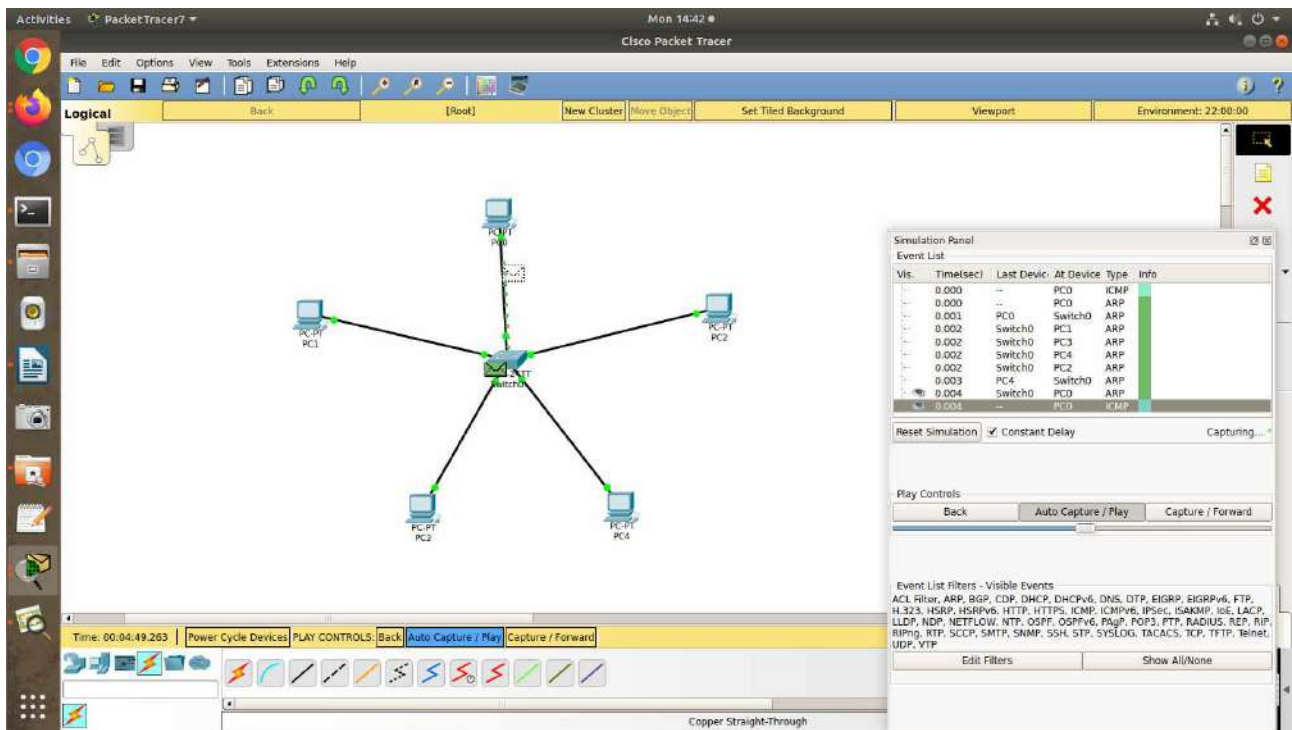 Activities PacketTracer7 Mon 14:42
Cisco Packet Tracer
File Edit Options View Tools Extensions Help
Logical Back [Root] New Cluster Move Object Set Tiled Background Viewport Environment: 22:00:00
PC-PT
PC0
PC-PT
PC1
PC-PT
PC2
Switch0
PC-PT
PC3
PC-PT
PC4
Simulation Panel
Event List
Vis. Time(sec) Last Devic At Device Type Info
0.000 -- PC0 ICMP
0.000 -- PC0 ARP
0.001 PC0 Switch0 ARP
0.002 Switch0 PC1 ARP
0.002 Switch0 PC3 ARP
0.002 Switch0 PC4 ARP
0.002 Switch0 PC2 ARP
0.003 PC4 Switch0 ARP
0.004 Switch0 PC0 ARP
0.004 -- PC0 ICMP
Reset Simulation Constant Delay Capturing....
Play Controls
Back Auto Capture / Play Capture / Forward
Event List Filters - Visible Events
ACL Filter, ARP, BGP, CDP, DHCP, DHCPv6, DNS, DTP, EIGRP, EIGRPv6, FTP,
H.323, HSRP, HSRPv6, HTTP, HTTPS, ICMP, ICMPv6, IPSec, ISAKMP, IoE, LACP,
LLDP, NDP, NETFLOW, NTP, OSPF, OSPFv6, PAgP, POP3, PTP, RADIUS, REP, RIP,
RIPng, RTP, SCCP, SMTP, SNMP, SSH, STP, SYSLOG, TACACS, TCP, TFTP, Telnet,
UDP, VTP
Edit Filters Show All/None
Time: 00:04:49.263 Power Cycle Devices PLAY CONTROLS: Back Auto Capture / Play Capture / Forward
Copper Straight-Through